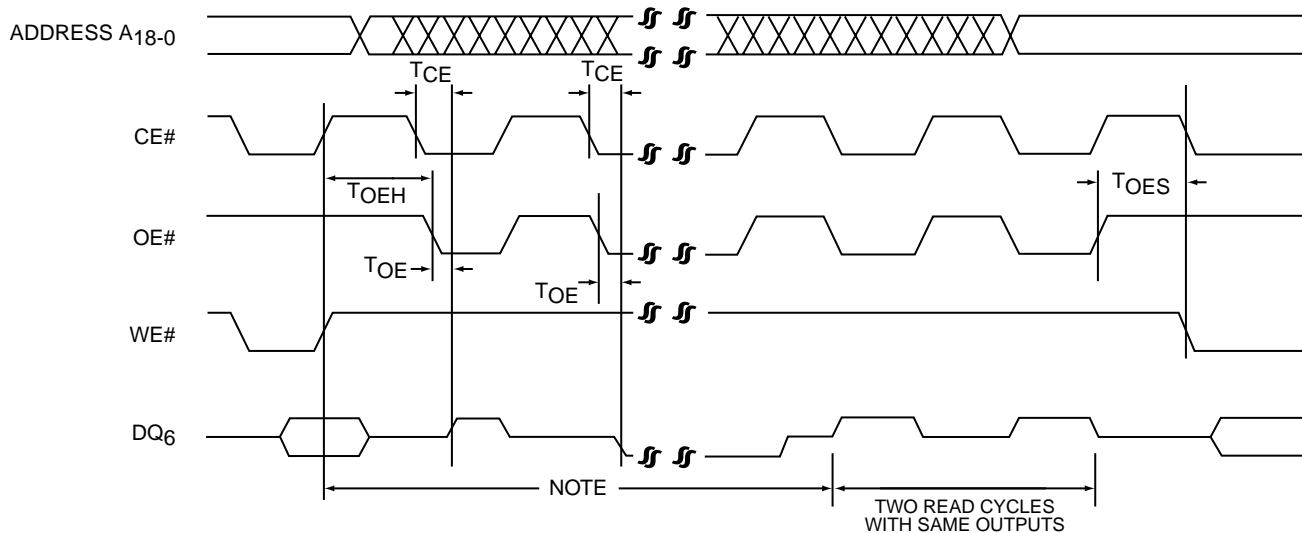 ADDRESS A18-0
TCE
TCE
CE#
TOEH
TOES
OE#
TOE
TOE
WE#
DQ6
NOTE
TWO READ CYCLES
WITH SAME OUTPUTS